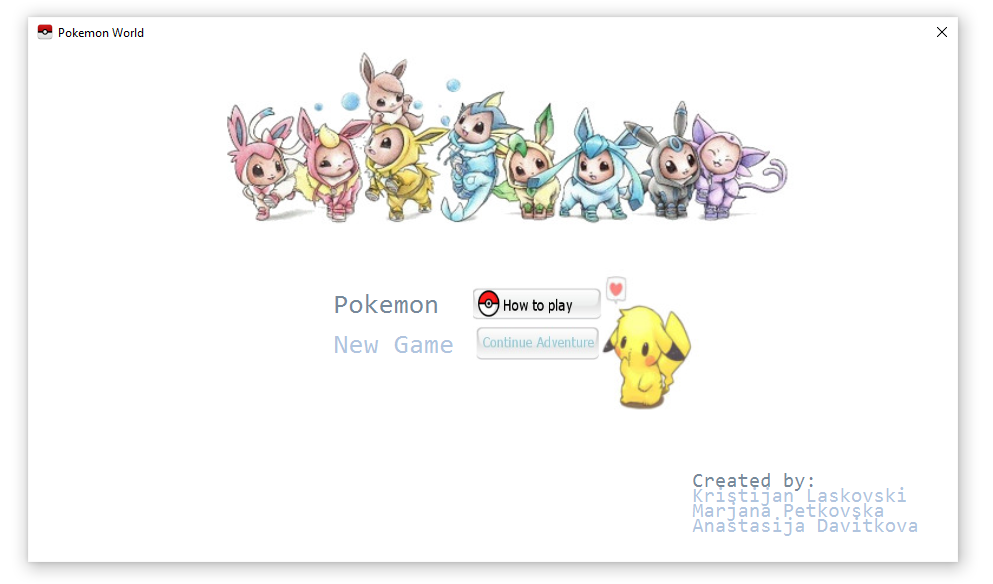 Pokemon World
Pokemon
How to play
New Game
Continue Adventure
Created by:
Kristijan Laskovski
Marjana Petkovska
Anastasija Davitkova